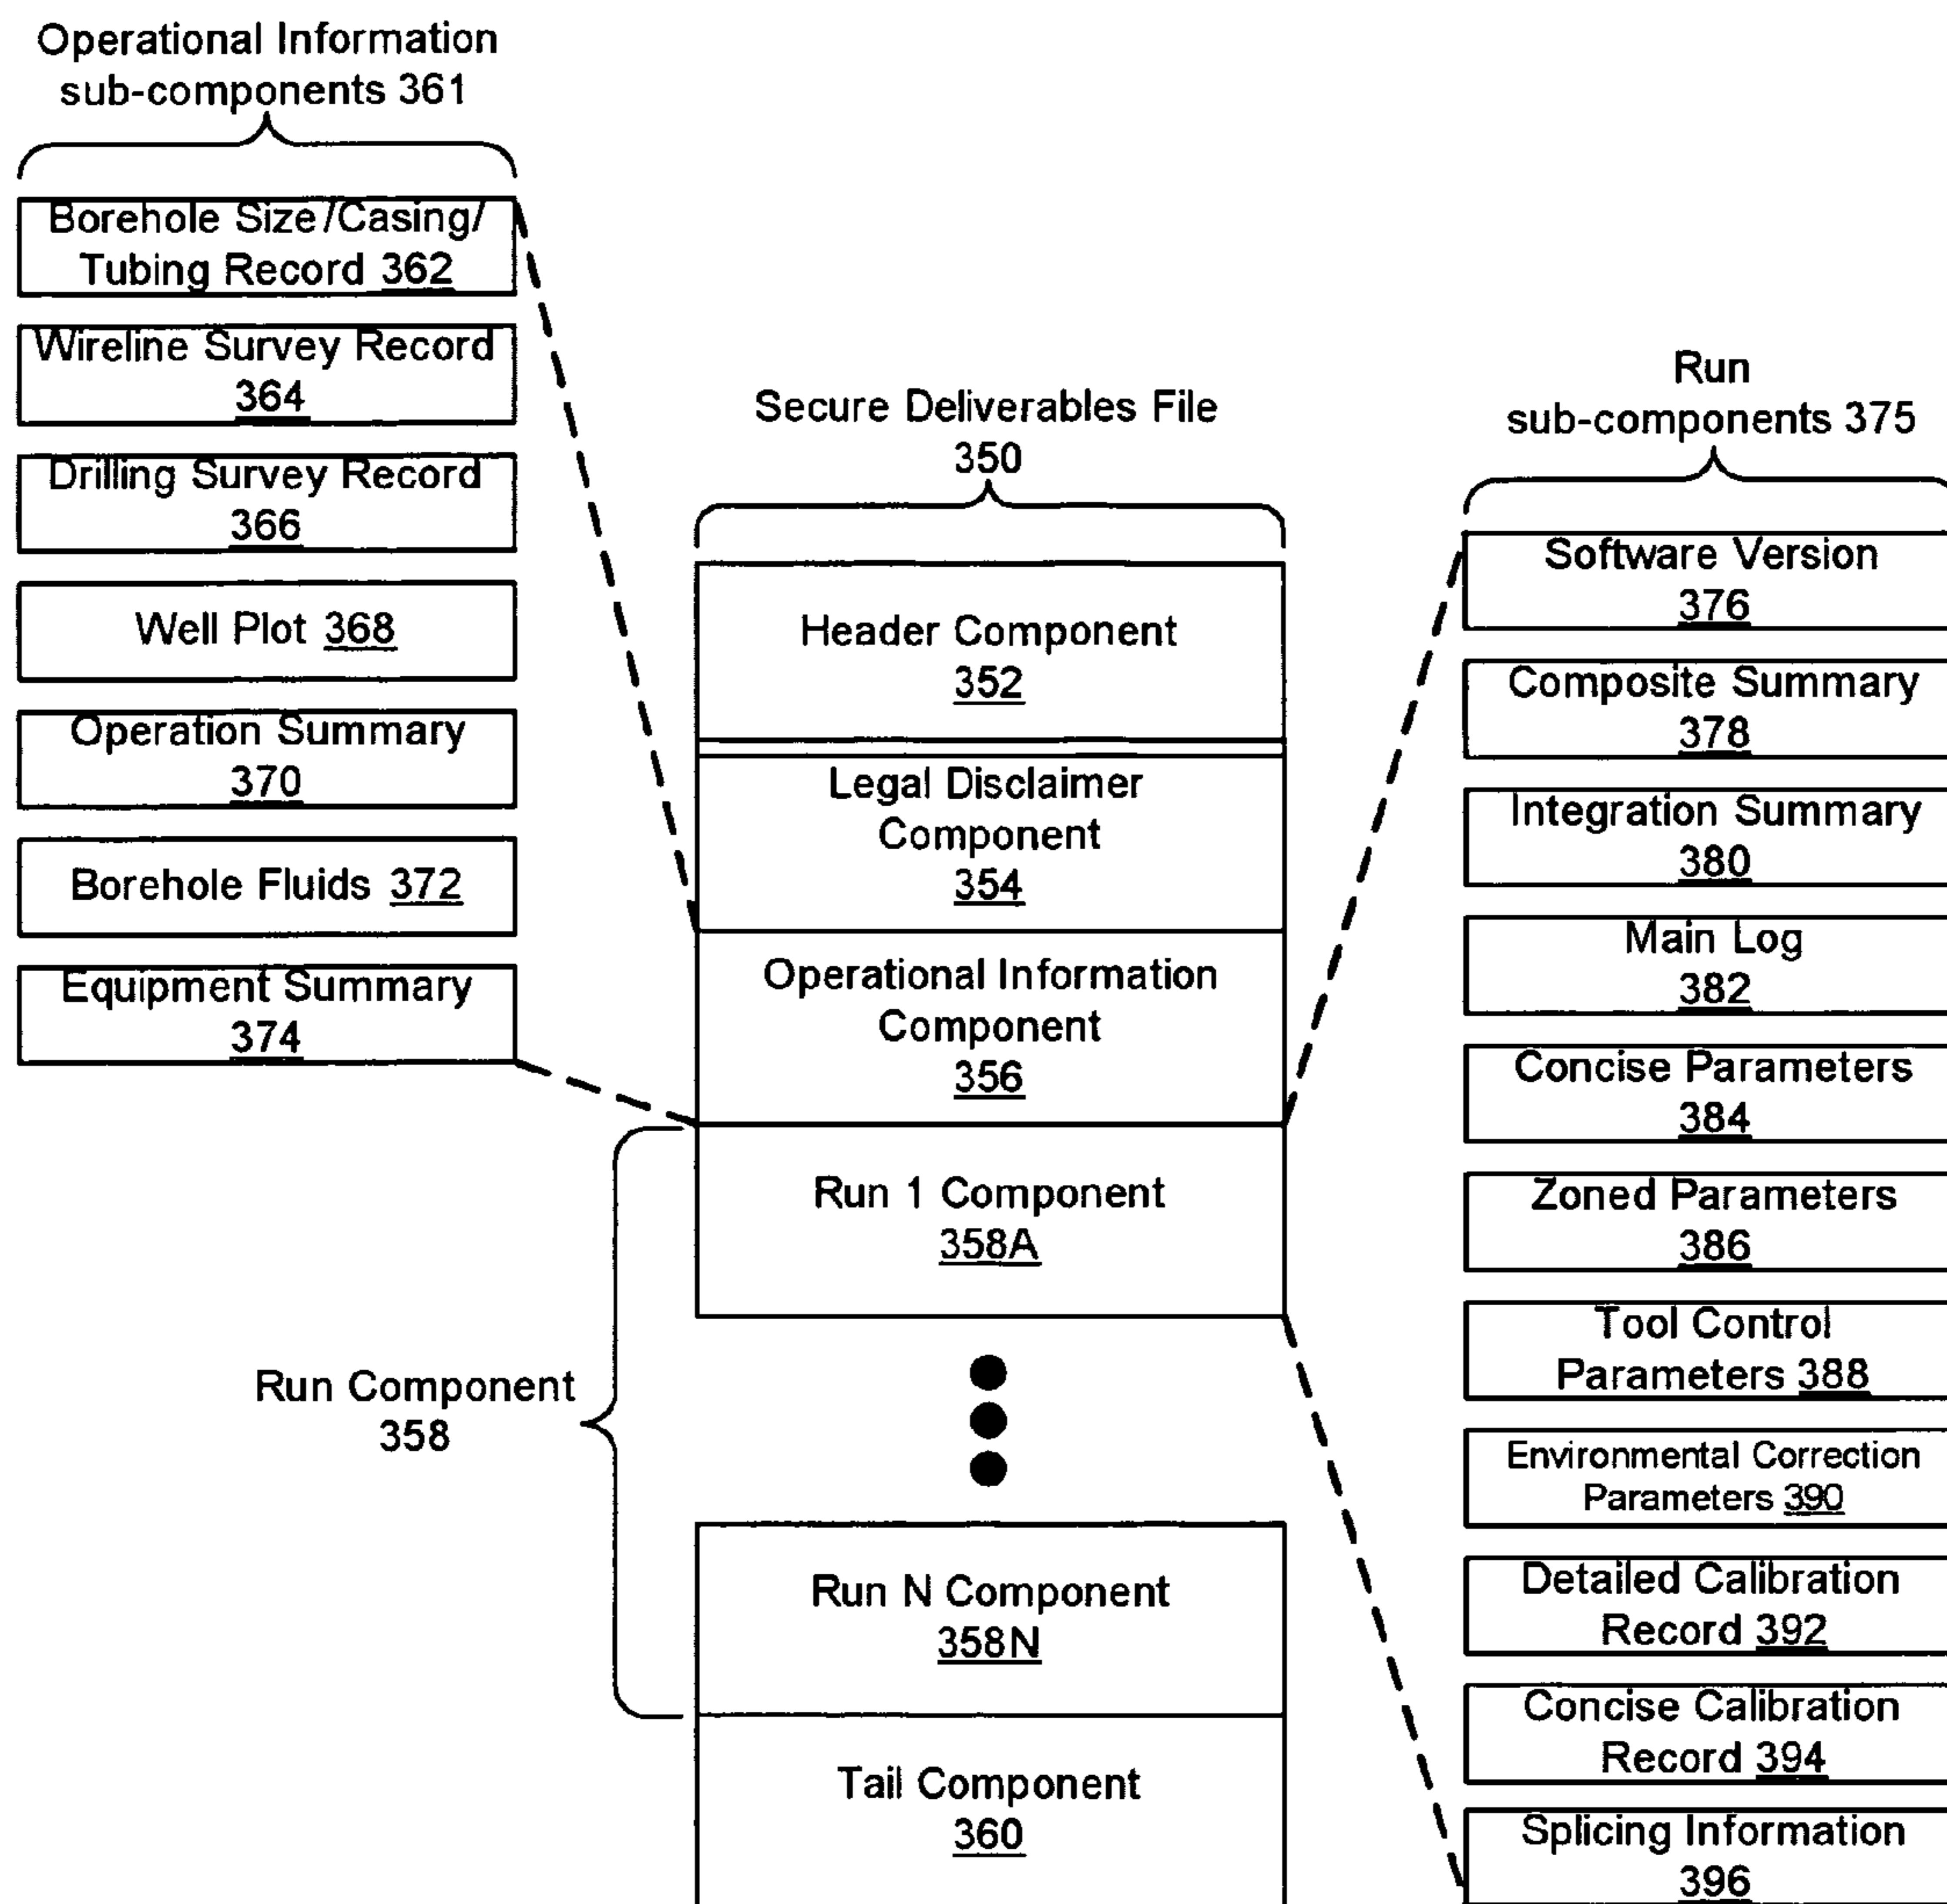 Operational Information
sub-components 361
Borehole Size/Casing/
Tubing Record 362
Wireline Survey Record
364
Drilling Survey Record
366
Well Plot 368
Operation Summary
370
Borehole Fluids 372
Equipment Summary
374
Secure Deliverables File
350
Header Component
352
Legal Disclaimer
Component
354
Operational Information
Component
356
Run 1 Component
358A
Run Component
358
Run N Component
358N
Tail Component
360
Run
sub-components 375
Software Version
376
Composite Summary
378
Integration Summary
380
Main Log
382
Concise Parameters
384
Zoned Parameters
386
Tool Control
Parameters 388
Environmental Correction
Parameters 390
Detailed Calibration
Record 392
Concise Calibration
Record 394
Splicing Information
396